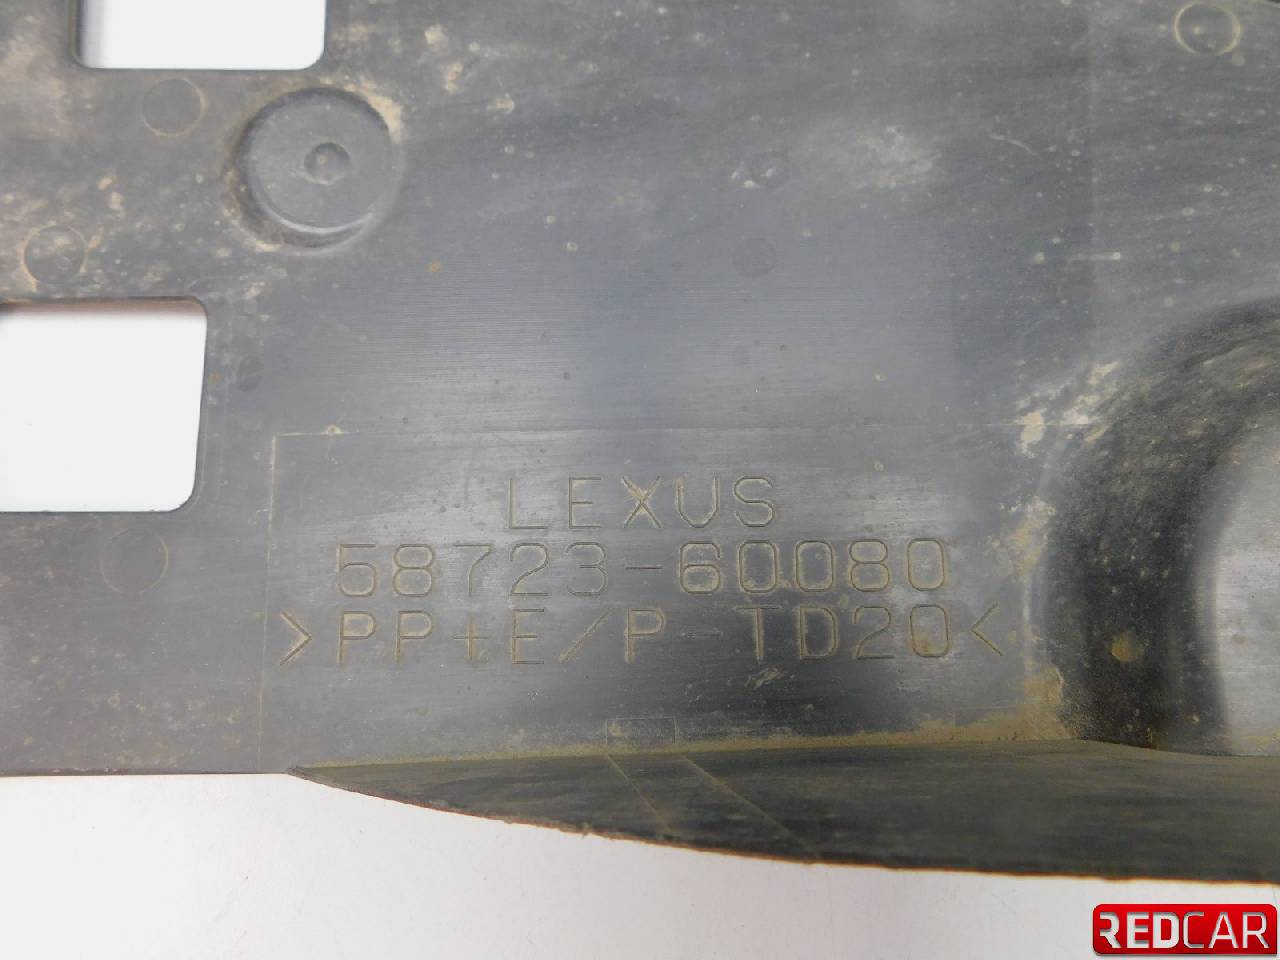 LEXUS
58723-60080
>PP+E/P-TD20<
REDCAR